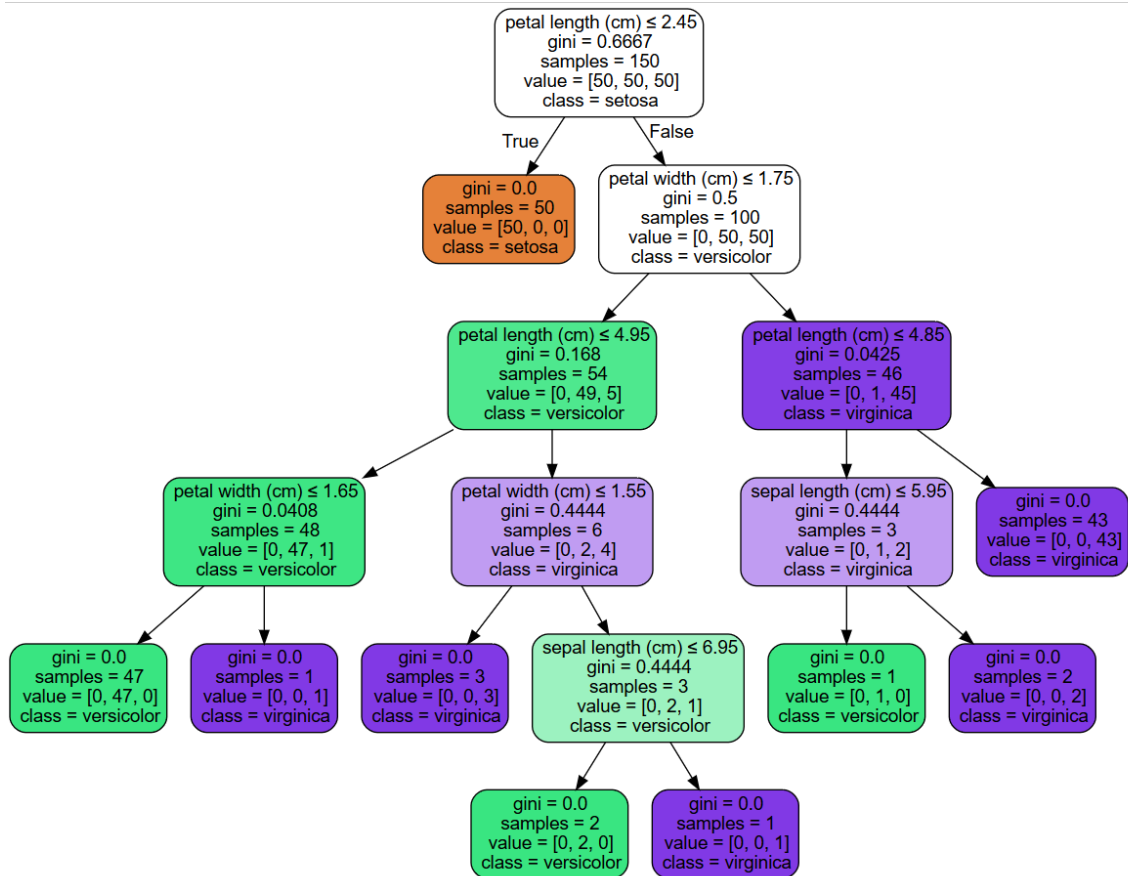 petal length (cm) ≤ 2.45
gini = 0.6667
samples = 150
value = [50, 50, 50]
class = setosa
True
False
gini = 0.0
samples = 50
value = [50, 0, 0]
class = setosa
petal width (cm) ≤ 1.75
gini = 0.5
samples = 100
value = [0, 50, 50]
class = versicolor
petal length (cm) ≤ 4.95
gini = 0.168
samples = 54
value = [0, 49, 5]
class = versicolor
petal length (cm) ≤ 4.85
gini = 0.0425
samples = 46
value = [0, 1, 45]
class = virginica
petal width (cm) ≤ 1.65
gini = 0.0408
samples = 48
value = [0, 47, 1]
class = versicolor
petal width (cm) ≤ 1.55
gini = 0.4444
samples = 6
value = [0, 2, 4]
class = virginica
sepal length (cm) ≤ 5.95
gini = 0.4444
samples = 3
value = [0, 1, 2]
class = virginica
gini = 0.0
samples = 43
value = [0, 0, 43]
class = virginica
gini = 0.0
samples = 47
value = [0, 47, 0]
class = versicolor
gini = 0.0
samples = 1
value = [0, 0, 1]
class = virginica
gini = 0.0
samples = 3
value = [0, 0, 3]
class = virginica
sepal length (cm) ≤ 6.95
gini = 0.4444
samples = 3
value = [0, 2, 1]
class = versicolor
gini = 0.0
samples = 1
value = [0, 1, 0]
class = versicolor
gini = 0.0
samples = 2
value = [0, 0, 2]
class = virginica
gini = 0.0
samples = 2
value = [0, 2, 0]
class = versicolor
gini = 0.0
samples = 1
value = [0, 0, 1]
class = virginica